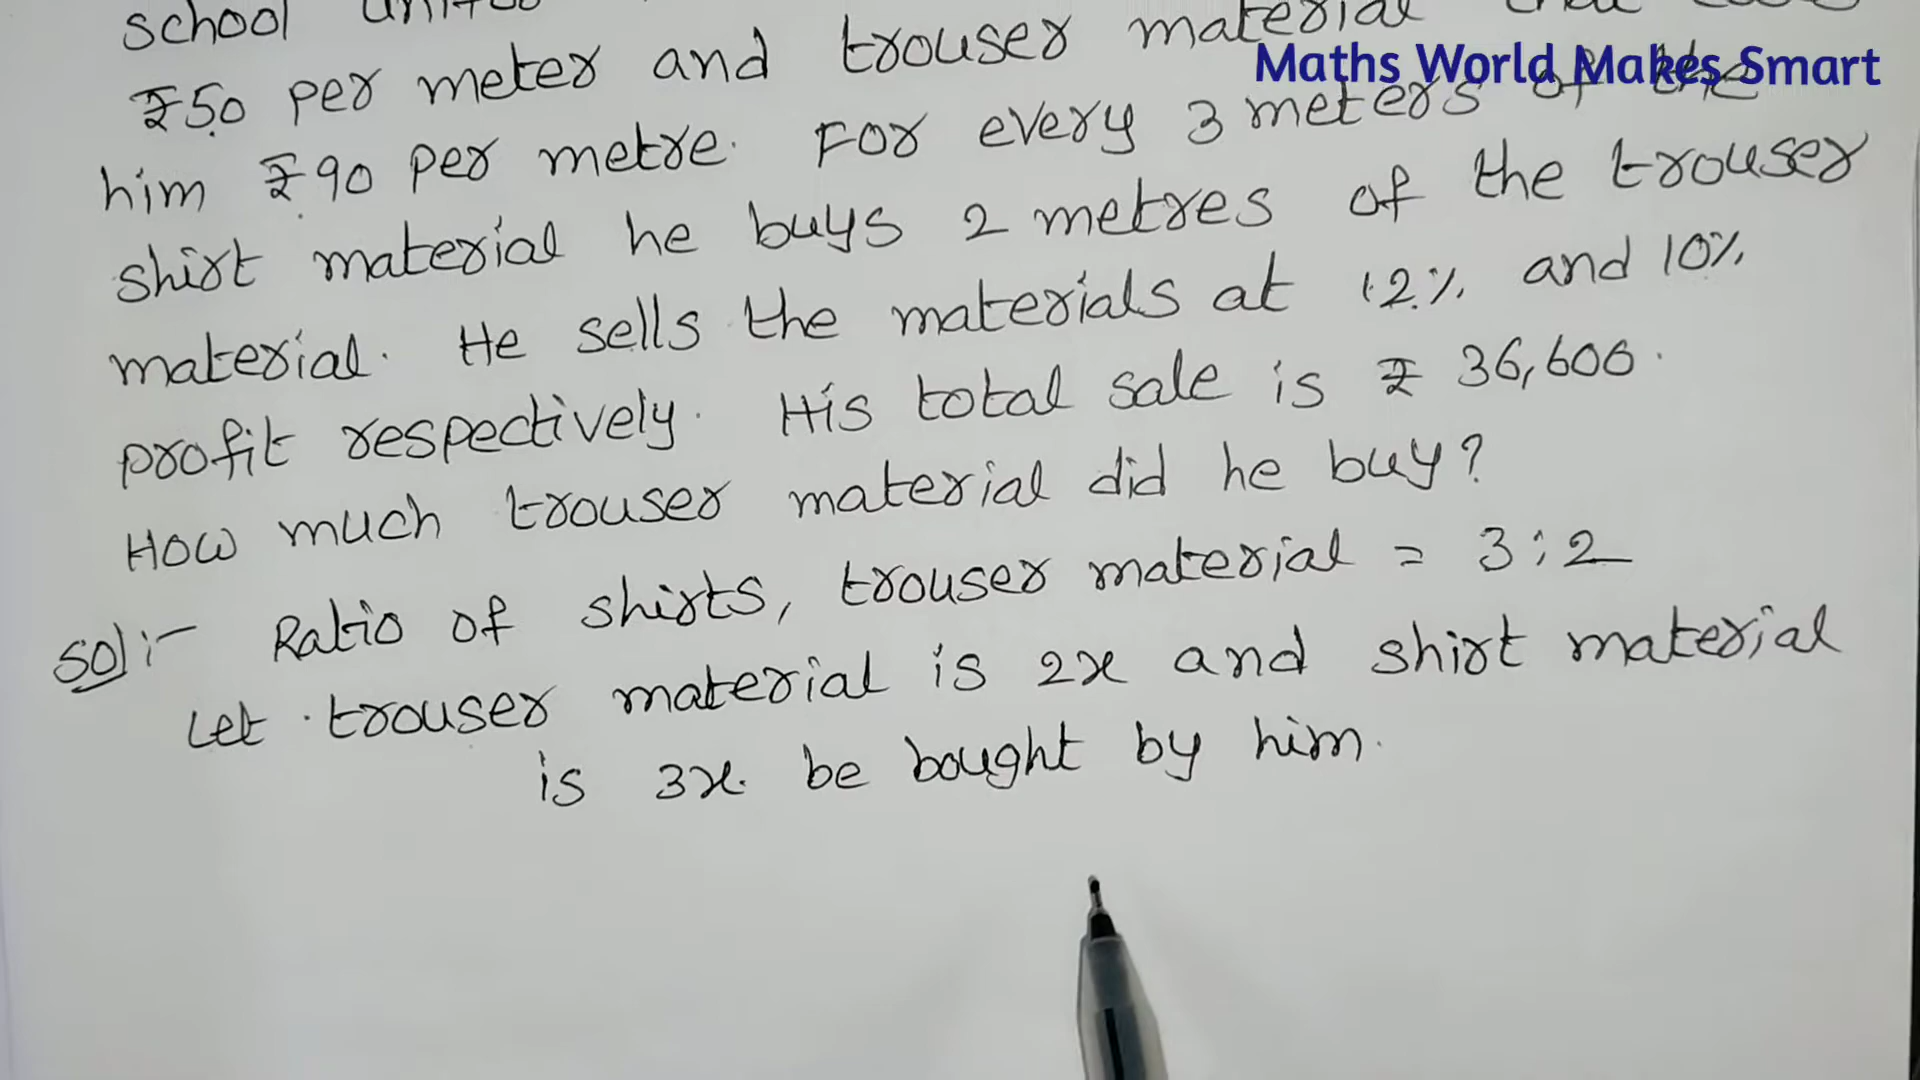 school
₹50 per meter and trouser material
Maths World Makes Smart
him ₹90 per metre. For every 3 meters of the
shirt material he buys 2 metres of the trouser
material. He sells the materials at 12% and 10%
profit respectively. His total sale is ₹ 36,600.
How much trouser material did he buy?
Sol:- Ratio of shirts, trouser material = 3:2
Let trouser material is 2x and shirt material
is 3x. be bought by him.